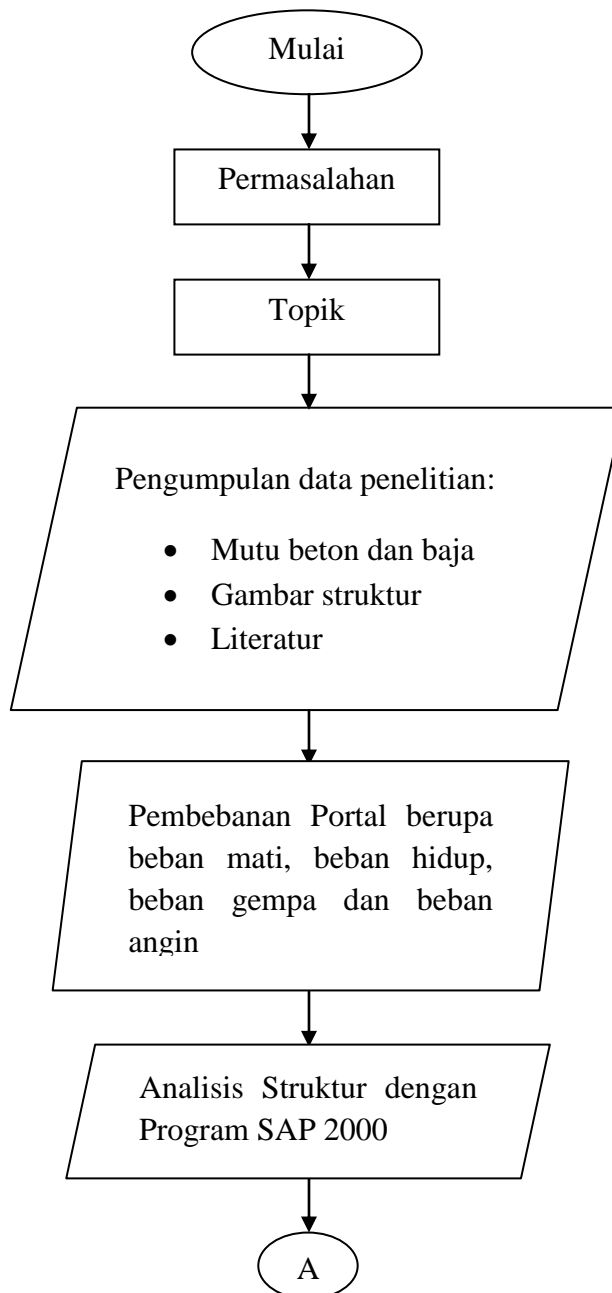 Mulai
Permasalahan
Topik
Pengumpulan data penelitian:
• Mutu beton dan baja
• Gambar struktur
• Literatur
Pembebanan Portal berupa
beban mati, beban hidup,
beban gempa dan beban
angin
Analisis Struktur dengan
Program SAP 2000
A